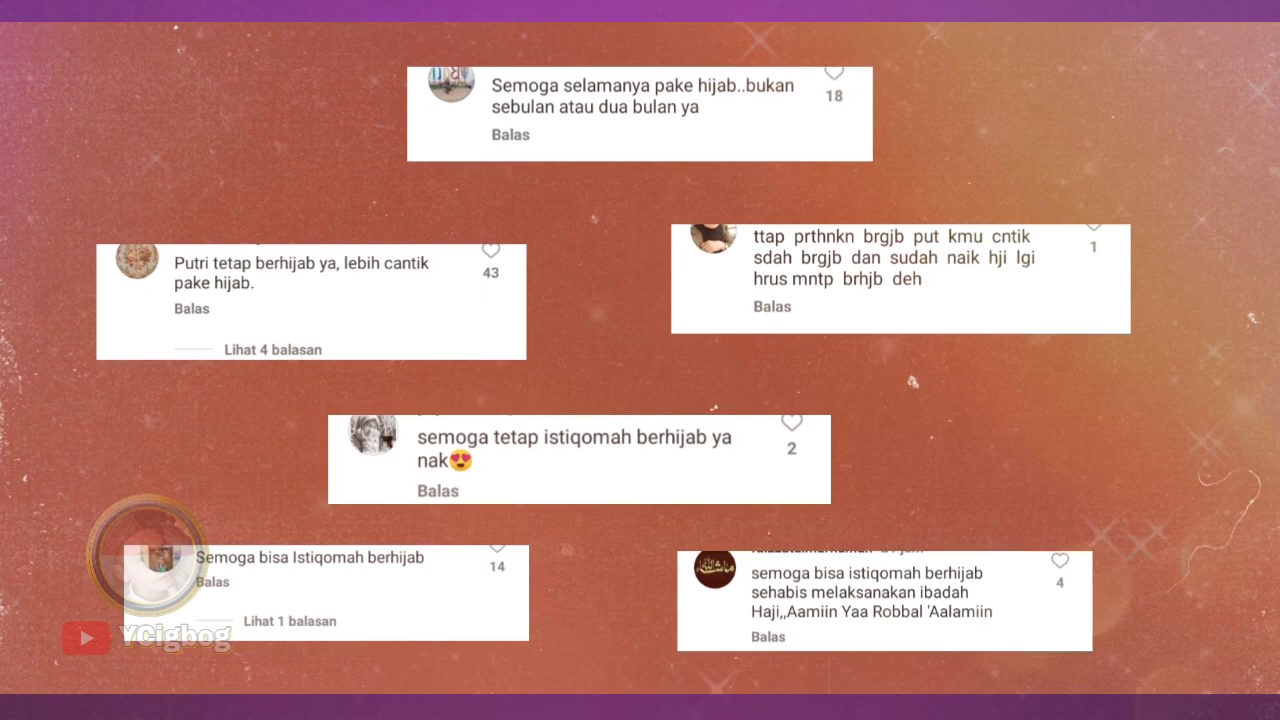 Semoga selamanya pake hijab..bukan
sebulan atau dua bulan ya
18
Balas
Putri tetap berhijab ya, lebih cantik
pake hijab.
43
Balas
Lihat 4 balasan
ttap prthnkn brgjb put kmu cntik
sdah brgjb dan sudah naik hji lgi
hrus mntp brhjb deh
1
Balas
semoga tetap istiqomah berhijab ya
nak😍
2
Balas
Semoga bisa Istiqomah berhijab
14
Balas
Lihat 1 balasan
semoga bisa istiqomah berhijab
sehabis melaksanakan ibadah
Haji,,Aamiin Yaa Robbal 'Aalamiin
4
Balas
YCigbog